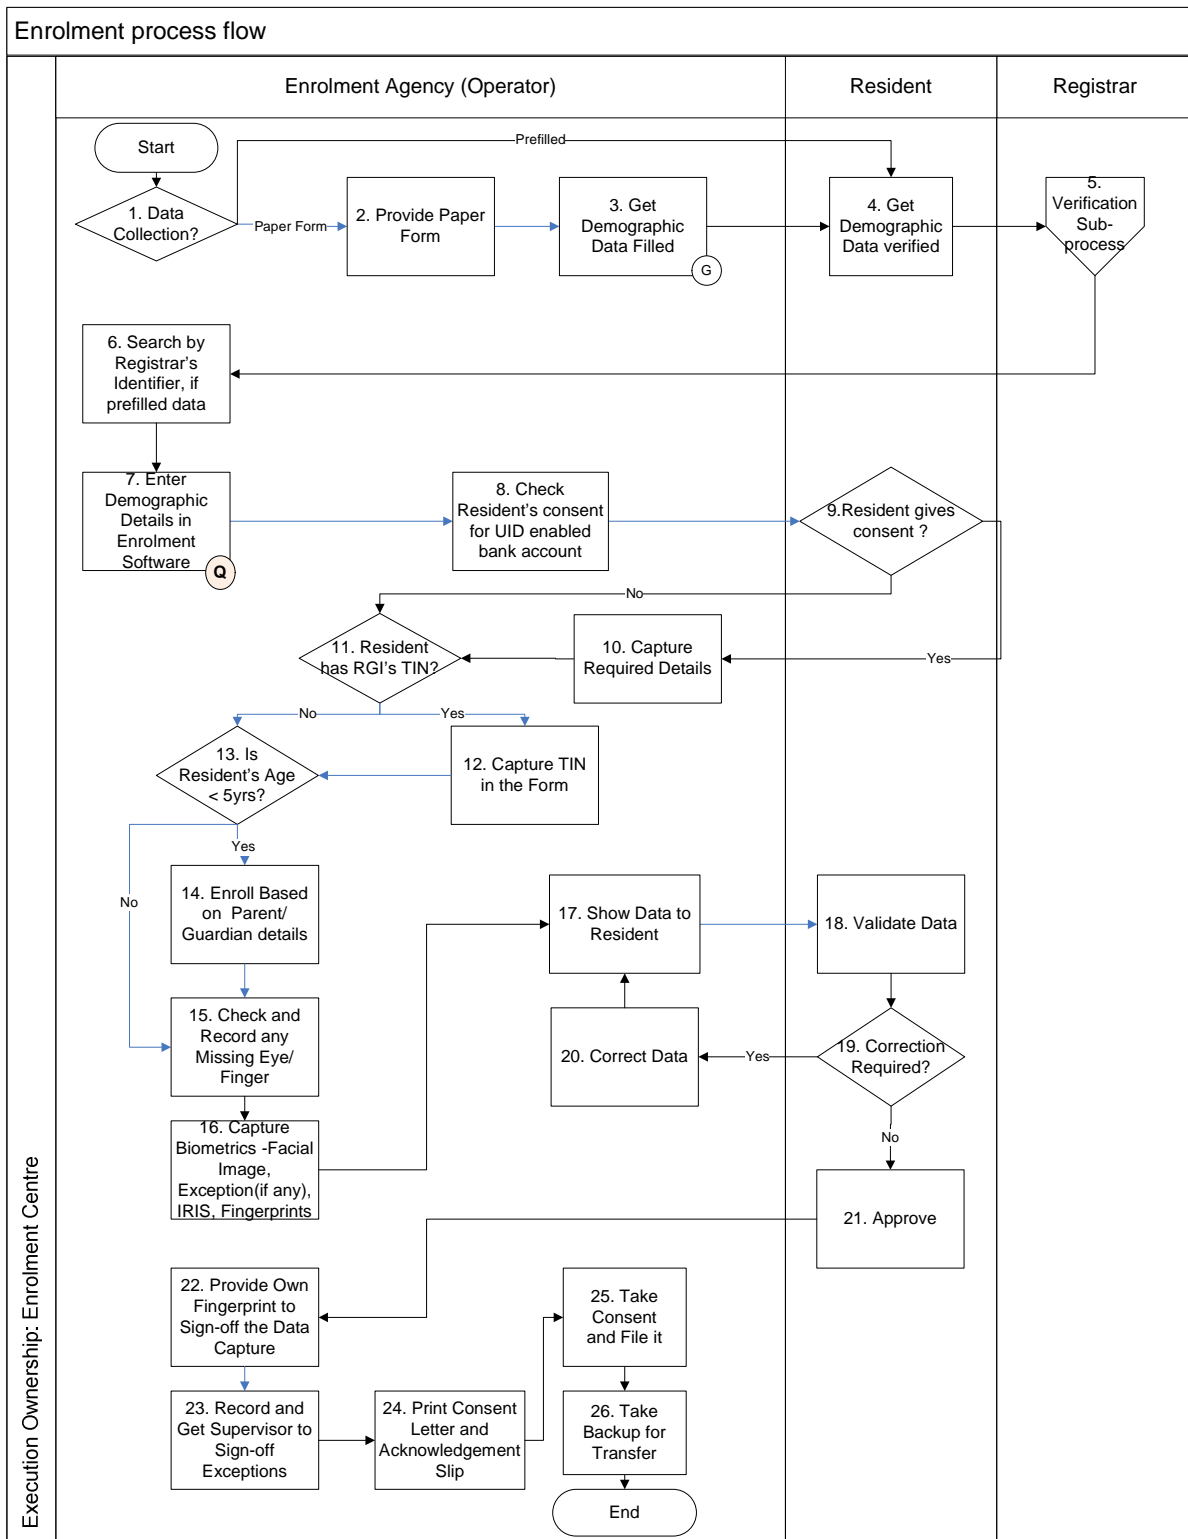 Enrolment process flow
Enrolment Agency (Operator)
Resident
Registrar
Start
Prefilled
1. Data
Collection?
Paper Form
2. Provide Paper
Form
3. Get
Demographic
Data Filled
G
4. Get
Demographic
Data verified
5.
Verification
Sub-
process
6. Search by
Registrar's
Identifier, if
prefilled data
7. Enter
Demographic
Details in
Enrolment
Software
Q
8. Check
Resident's consent
for UID enabled
bank account
9.Resident gives
consent ?
No
Yes
10. Capture
Required Details
11. Resident
has RGI's TIN?
No
Yes
12. Capture TIN
in the Form
13. Is
Resident's Age
< 5yrs?
Yes
No
14. Enroll Based
on Parent/
Guardian details
15. Check and
Record any
Missing Eye/
Finger
16. Capture
Biometrics -Facial
Image,
Exception(if any),
IRIS, Fingerprints
17. Show Data to
Resident
18. Validate Data
19. Correction
Required?
Yes
20. Correct Data
No
21. Approve
22. Provide Own
Fingerprint to
Sign-off the Data
Capture
23. Record and
Get Supervisor to
Sign-off
Exceptions
24. Print Consent
Letter and
Acknowledgement
Slip
25. Take
Consent
and File it
26. Take
Backup for
Transfer
End
Execution Ownership: Enrolment Centre